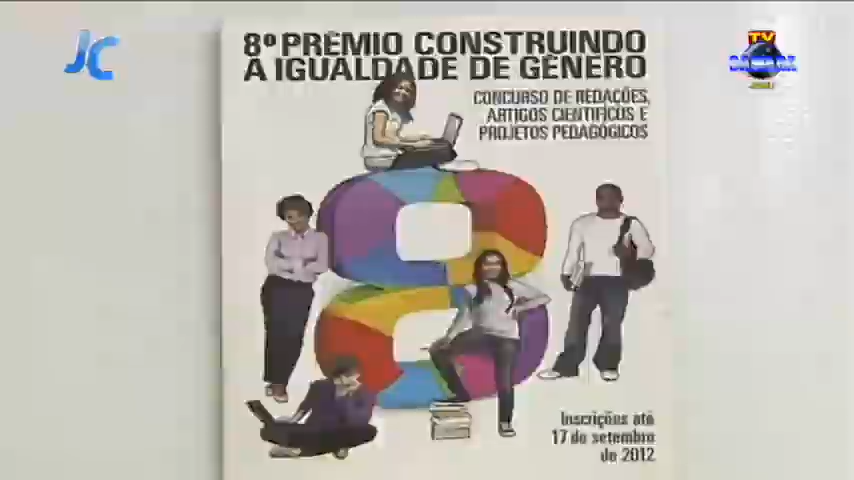 JC
TV
CÂMARA
8º PRÊMIO CONSTRUINDO
A IGUALDADE DE GÊNERO
CONCURSO DE REDAÇÕES,
ARTIGOS CIENTÍFICOS E
PROJETOS PEDAGÓGICOS
Inscrições até
17 de setembro
de 2012